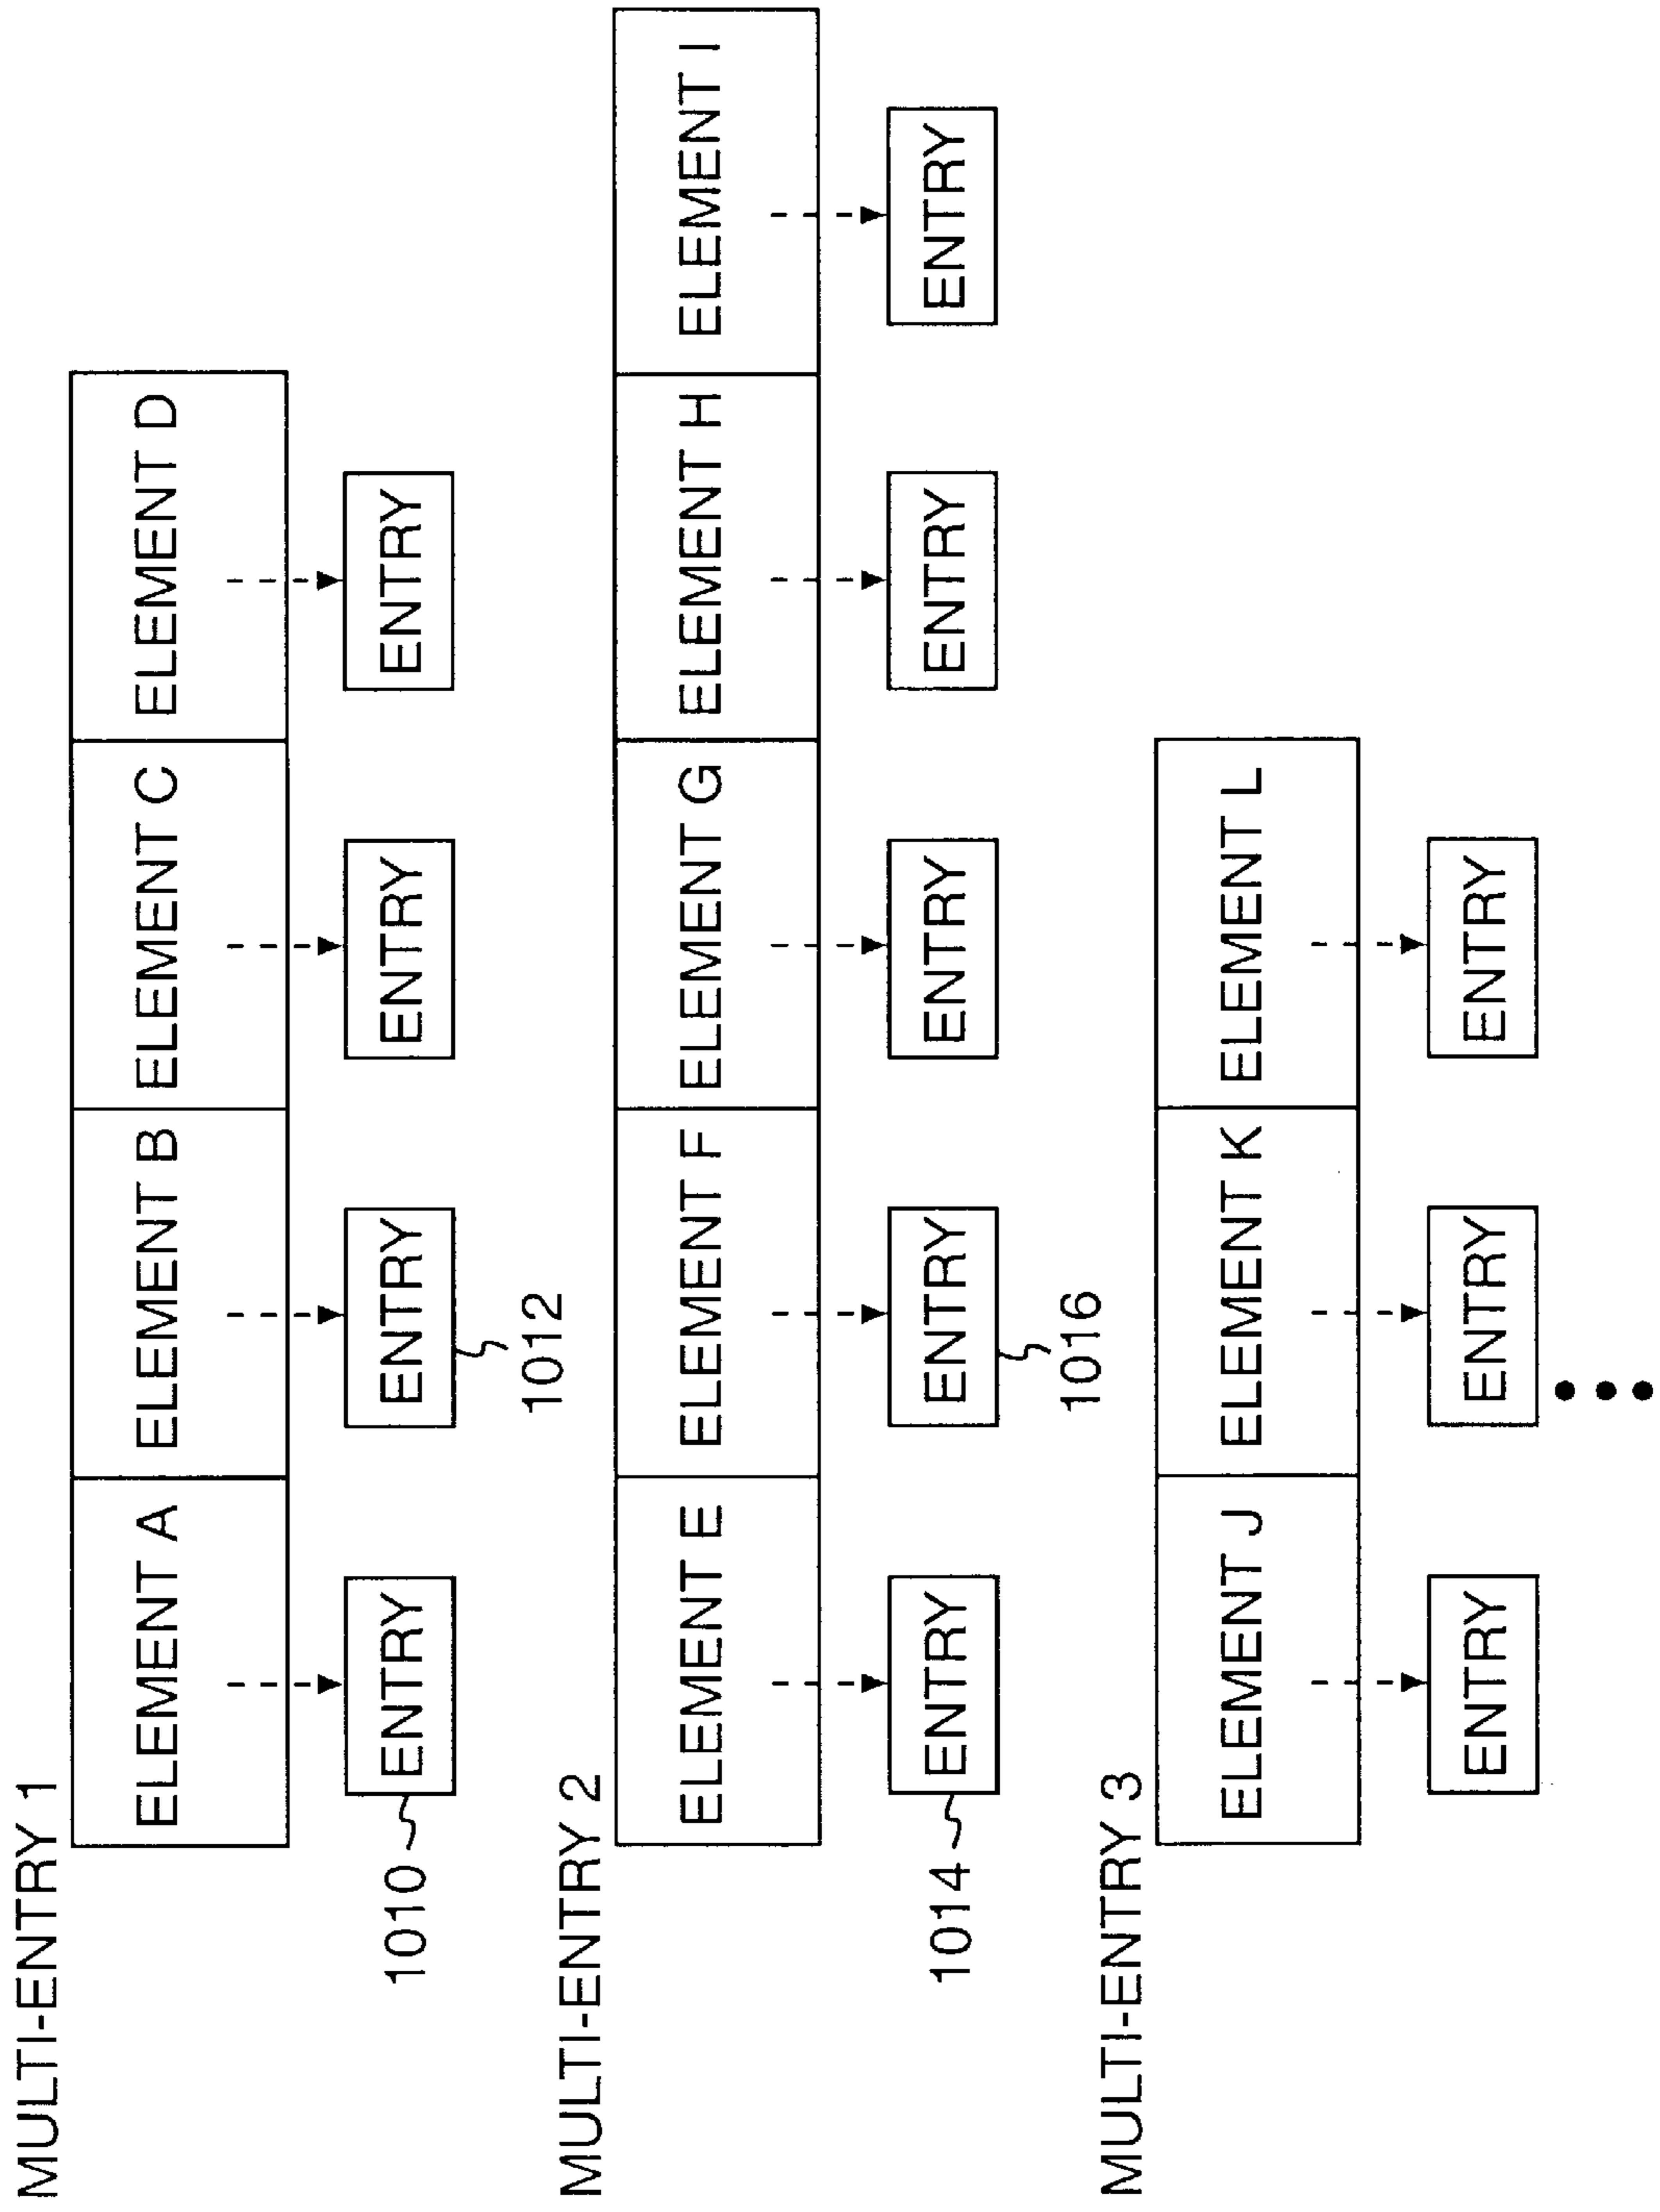 MULTI-ENTRY 1
ELEMENT A ELEMENT B ELEMENT C ELEMENT D
1010 ENTRY ENTRY ENTRY ENTRY
1012
MULTI-ENTRY 2
ELEMENT E ELEMENT F ELEMENT G ELEMENT H ELEMENT I
1014 ENTRY ENTRY ENTRY ENTRY ENTRY
1016
MULTI-ENTRY 3
ELEMENT J ELEMENT K ELEMENT L
ENTRY ENTRY ENTRY